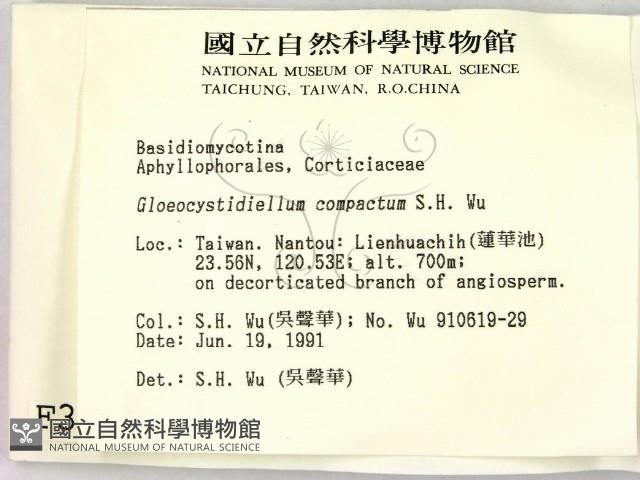 國立自然科學博物館
NATIONAL MUSEUM OF NATURAL SCIENCE
TAICHUNG, TAIWAN, R.O.CHINA
Basidiomycotina
Aphyllophorales, Corticiaceae
Gloeocystidiellum compactum S.H. Wu
Loc.: Taiwan. Nantou: Lienhuachih(蓮華池)
23.56N, 120.53E; alt. 700m;
on decorticated branch of angiosperm.
Col.: S.H. Wu(吳聲華); No. Wu 910619-29
Date: Jun. 19, 1991
Det.: S.H. Wu (吳聲華)
F3
國立自然科學博物館
NATIONAL MUSEUM OF NATURAL SCIENCE